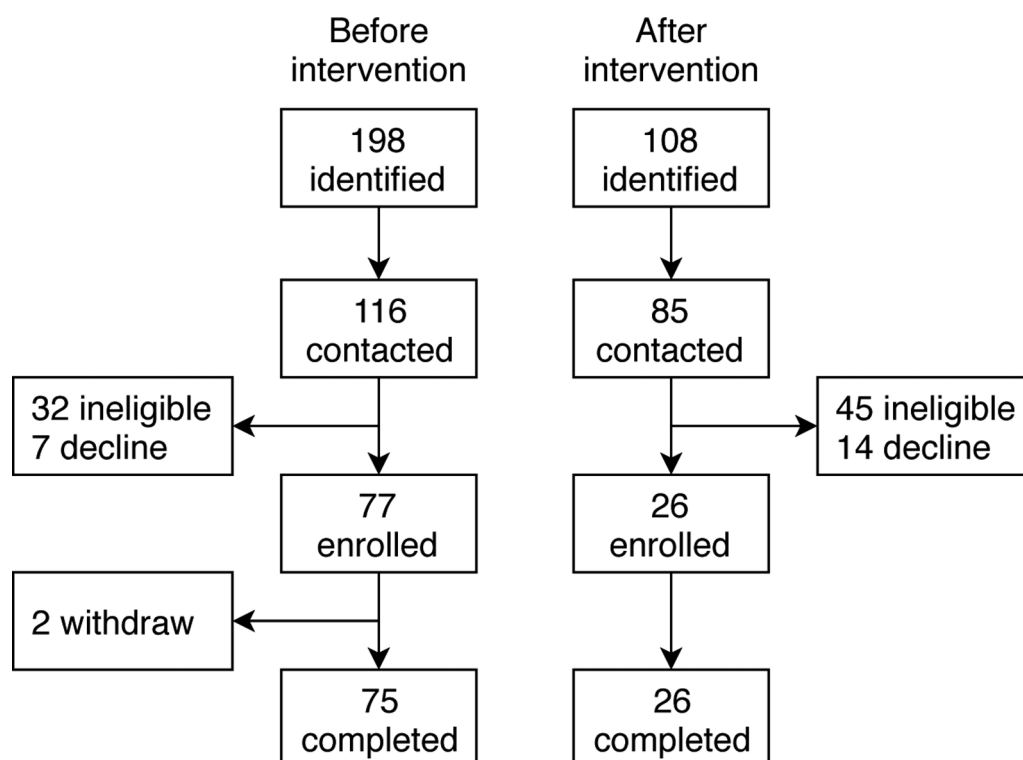 Before
intervention
After
intervention
198
identified
108
identified
116
contacted
85
contacted
32 ineligible
7 decline
45 ineligible
14 decline
77
enrolled
26
enrolled
2 withdraw
75
completed
26
completed